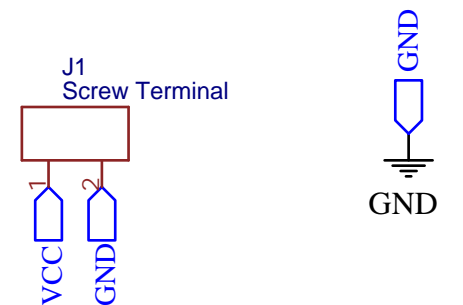 GND
J1
Screw Terminal
1
2
GND
VCC
GND